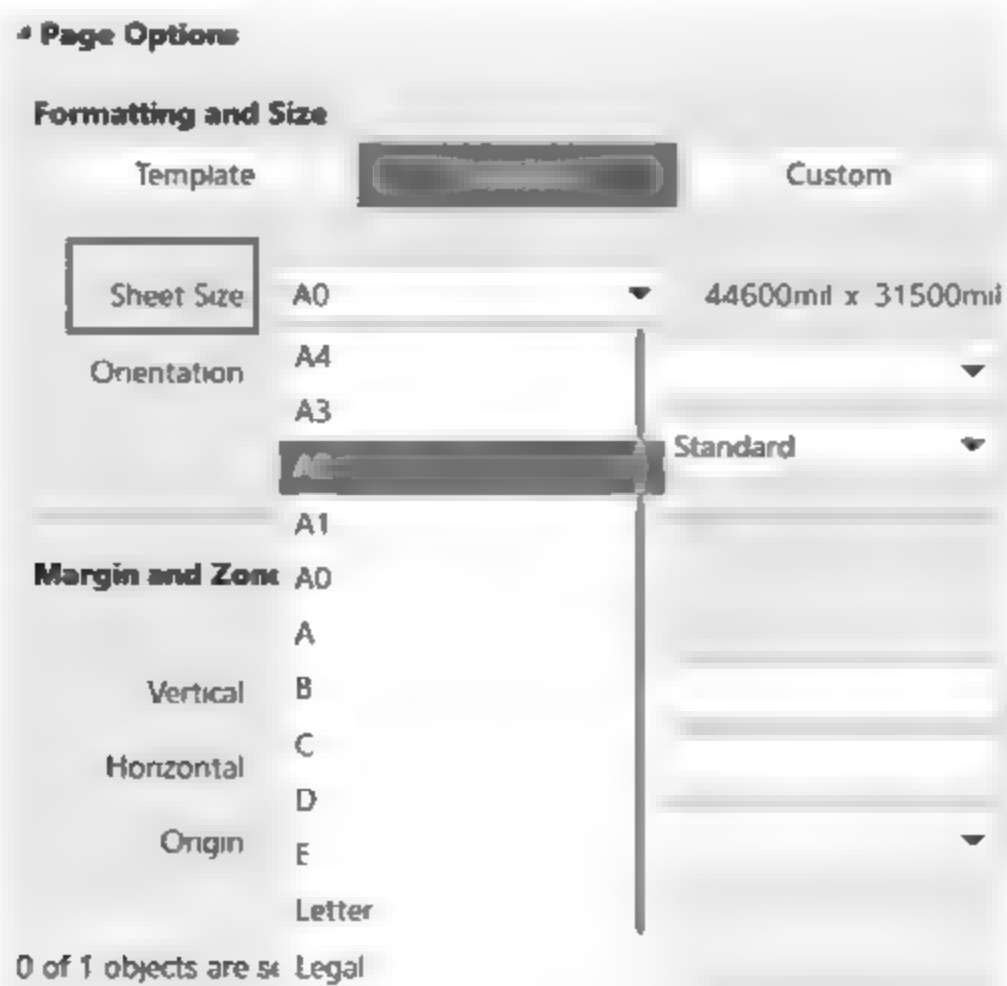 Page Options
Formatting and Size
Template Custom
Sheet Size A0 44600mil x 31500mil
Orientation A4
A3
Standard
A1
Margin and Zone A0
A
Vertical B
Horizontal C
D
Origin E
Letter
0 of 1 objects are se Legal